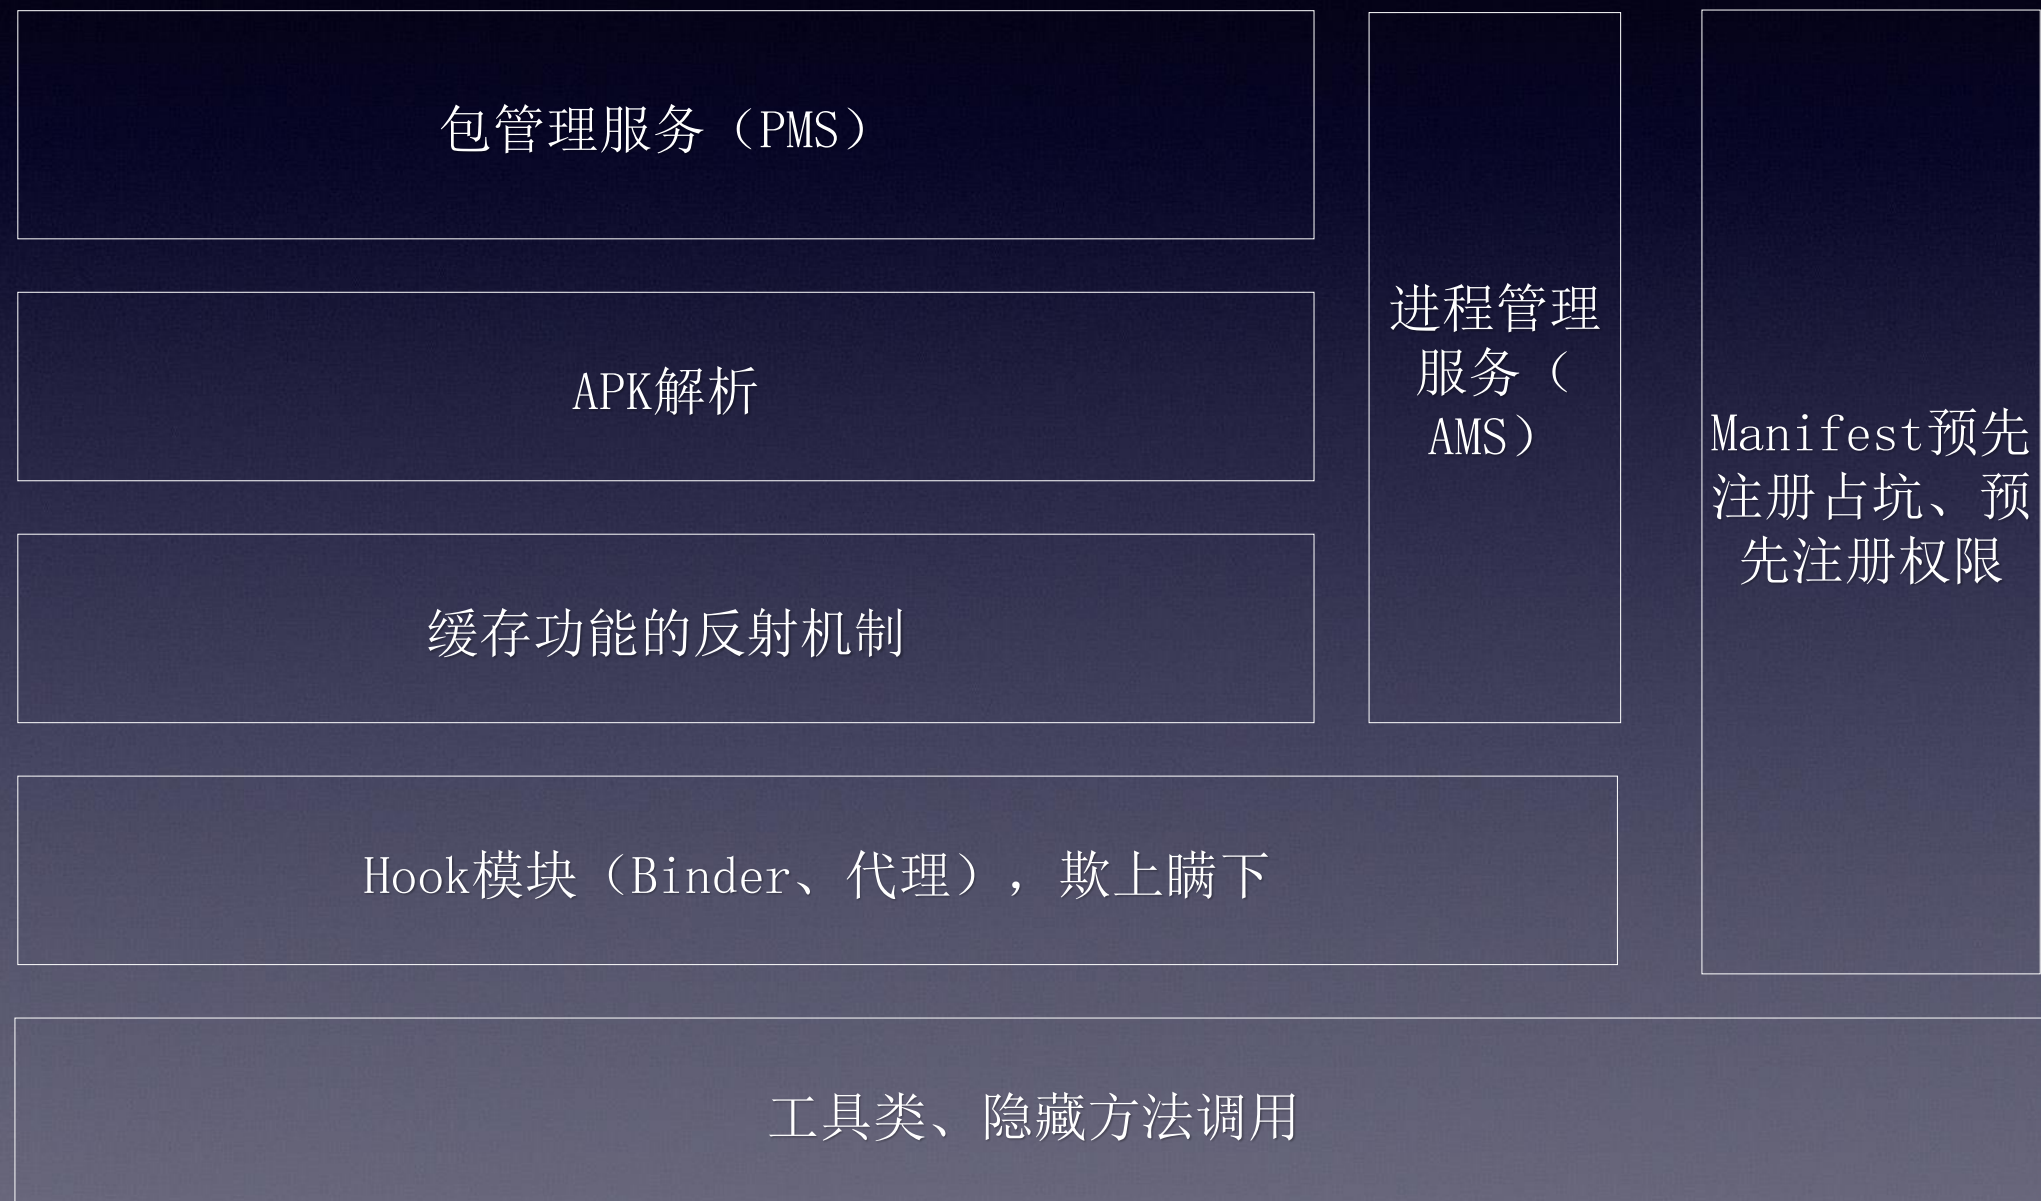 包管理服务（PMS）
APK解析
缓存功能的反射机制
进程管理
服务（
AMS）
Manifest预先
注册占坑、预
先注册权限
Hook模块（Binder、代理），欺上瞒下
工具类、隐藏方法调用